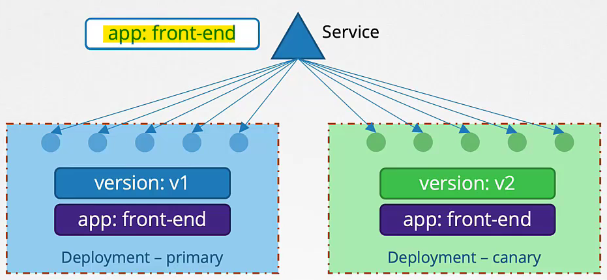 app: front-end
Service
version: v1
app: front-end
Deployment – primary
version: v2
app: front-end
Deployment – canary